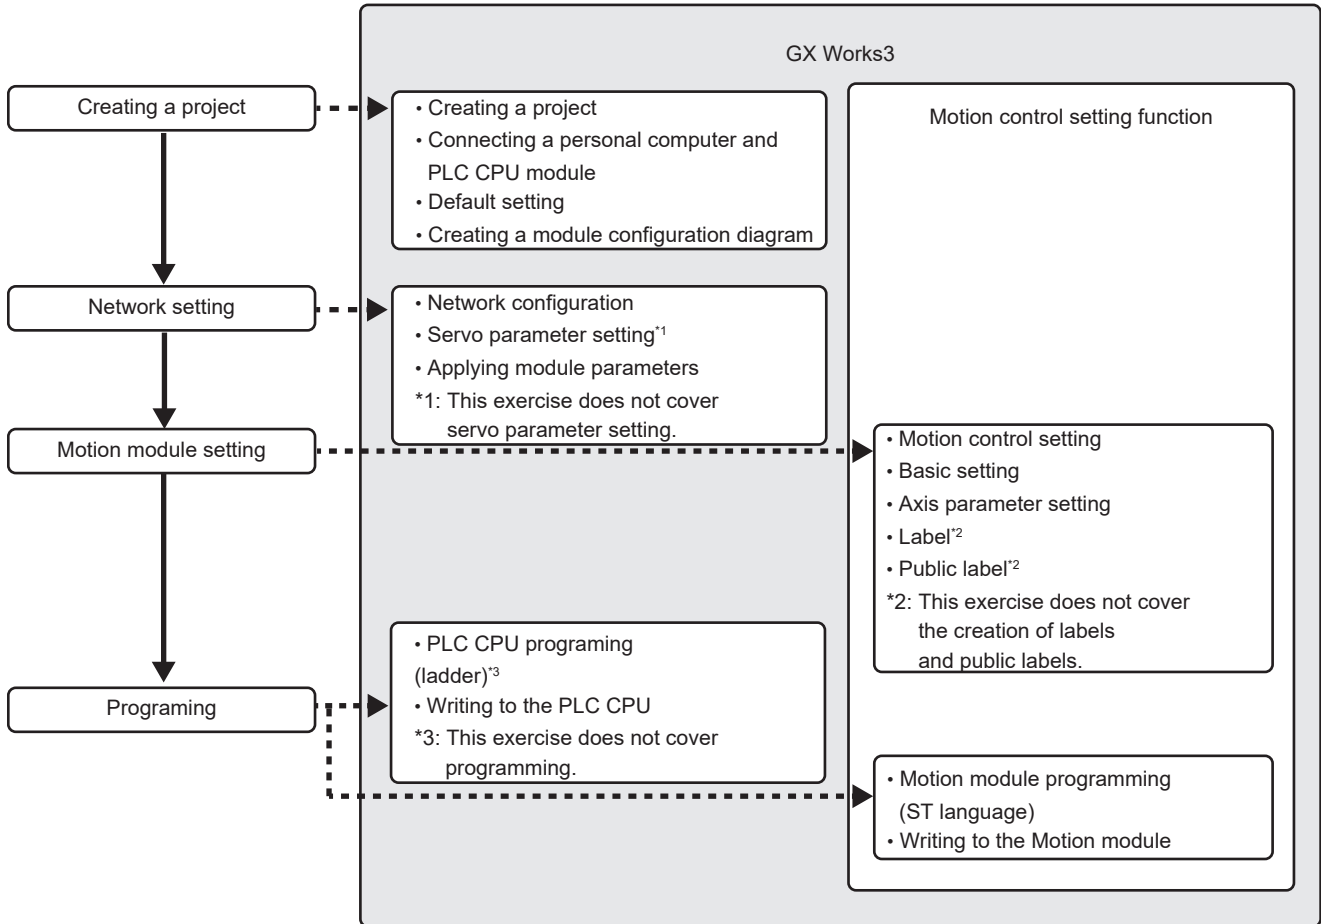 GX Works3
Motion control setting function
Creating a project
• Creating a project
• Connecting a personal computer and
PLC CPU module
• Default setting
• Creating a module configuration diagram
Network setting
• Network configuration
• Servo parameter setting*1
• Applying module parameters
*1: This exercise does not cover
servo parameter setting.
Motion module setting
• Motion control setting
• Basic setting
• Axis parameter setting
• Label*2
• Public label*2
*2: This exercise does not cover
the creation of labels
and public labels.
Programing
• PLC CPU programing
(ladder)*3
• Writing to the PLC CPU
*3: This exercise does not cover
programming.
• Motion module programming
(ST language)
• Writing to the Motion module